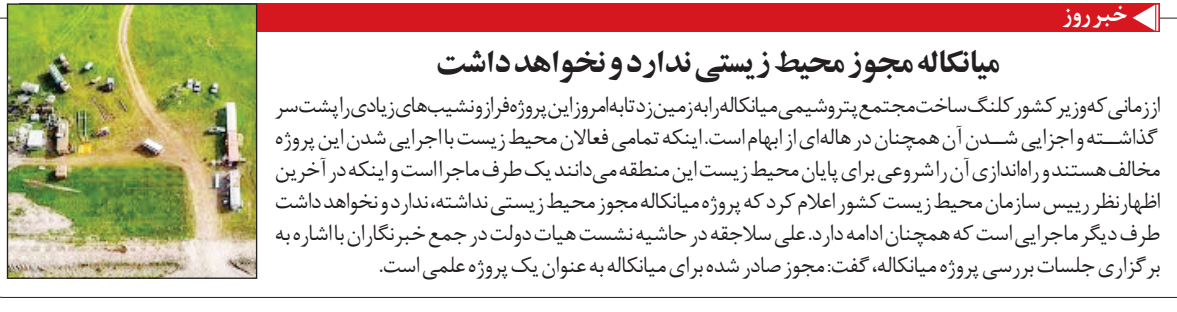 خبر روز
میانکاله مجوز محیط زیستی ندارد و نخواهد داشت
از زمانی که وزیر کشور کلنگ ساخت مجتمع پتروشیمی میانکاله را به زمین زد تا به امروز این پروژه فراز و نشیب‌های زیادی را پشت سر
گذاشته و اجزایی شدن آن همچنان در هاله‌ای از ابهام است. اینکه تمامی فعالان محیط زیست با اجرایی شدن این پروژه
مخالف هستند و راه‌اندازی آن را شروعی برای پایان محیط زیست این منطقه می‌دانند یک طرف ماجرا است و اینکه در آخرین
اظهار نظر رییس سازمان محیط زیست کشور اعلام کرد که پروژه میانکاله مجوز محیط زیستی نداشته، ندارد و نخواهد داشت
طرف دیگر ماجرایی است که همچنان ادامه دارد. علی سلاجقه در حاشیه نشست هیات دولت در جمع خبرنگاران با اشاره به
برگزاری جلسات بررسی پروژه میانکاله، گفت: مجوز صادر شده برای میانکاله به عنوان یک پروژه علمی است.